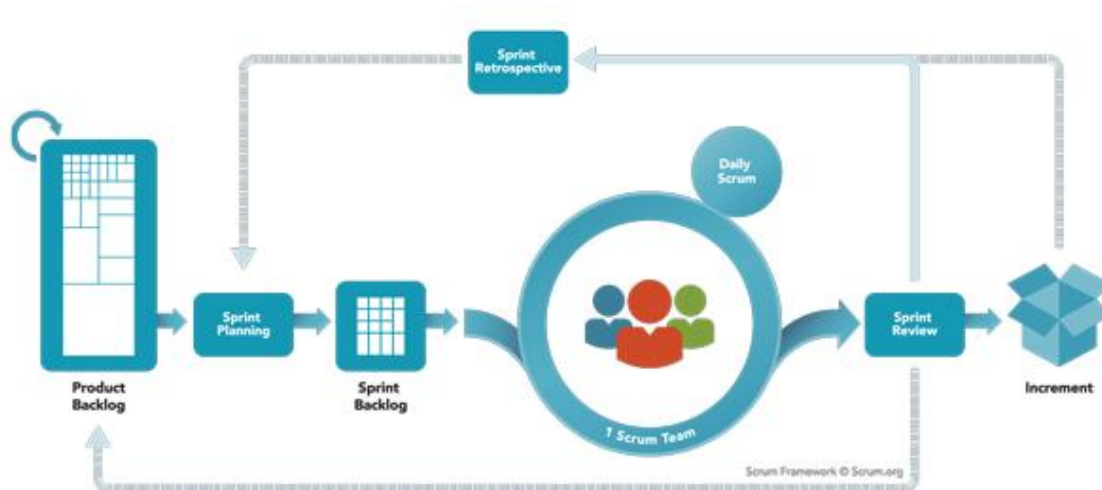 Sprint
Retrospective
Daily
Scrum
Sprint
Planning
Sprint
Review
Product
Backlog
Sprint
Backlog
Increment
1 Scrum Team
Scrum Framework © Scrum.org